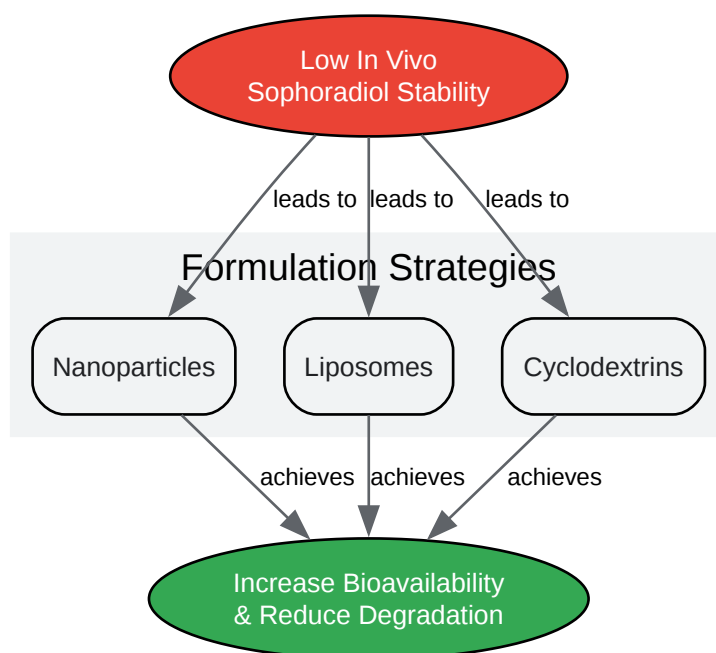 Low In Vivo
Sophoradiol Stability
leads to
leads to
leads to
Formulation Strategies
Nanoparticles
Liposomes
Cyclodextrins
achieves
achieves
achieves
Increase Bioavailability
& Reduce Degradation